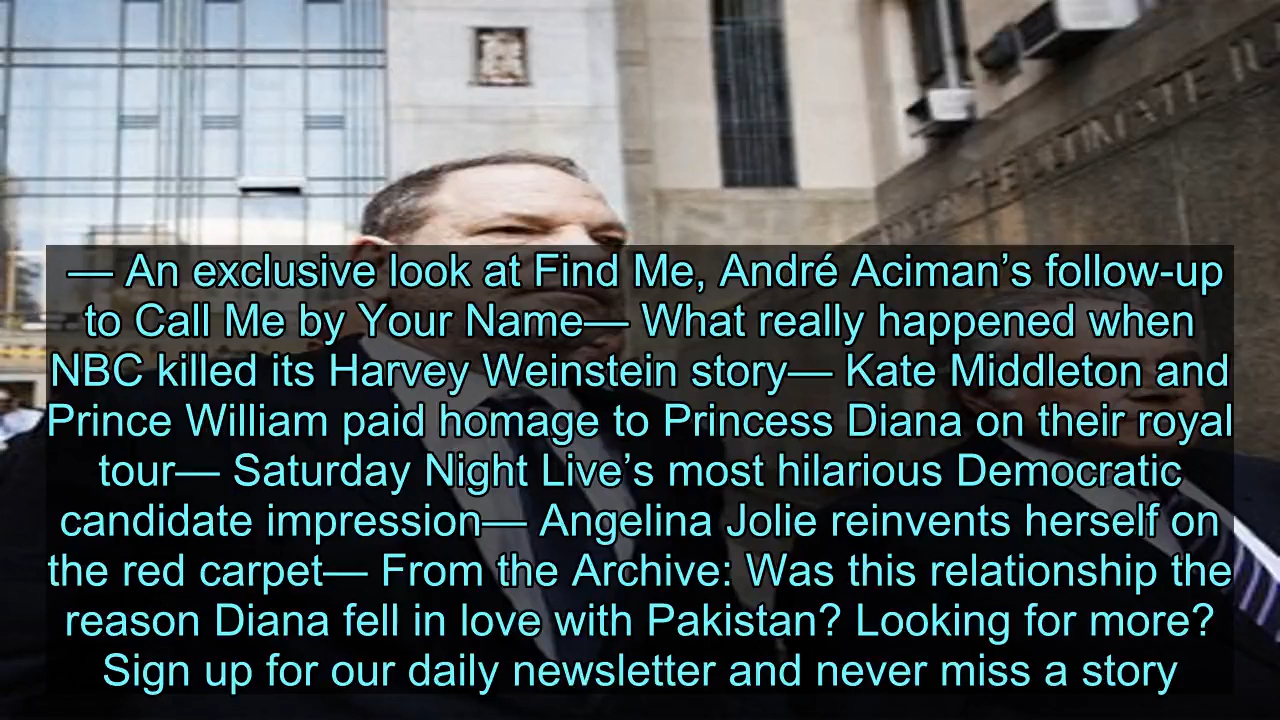 THE ULTIMATE
— An exclusive look at Find Me, André Aciman’s follow-up
to Call Me by Your Name— What really happened when
NBC killed its Harvey Weinstein story— Kate Middleton and
Prince William paid homage to Princess Diana on their royal
tour— Saturday Night Live’s most hilarious Democratic
candidate impression— Angelina Jolie reinvents herself on
the red carpet— From the Archive: Was this relationship the
reason Diana fell in love with Pakistan? Looking for more?
Sign up for our daily newsletter and never miss a story